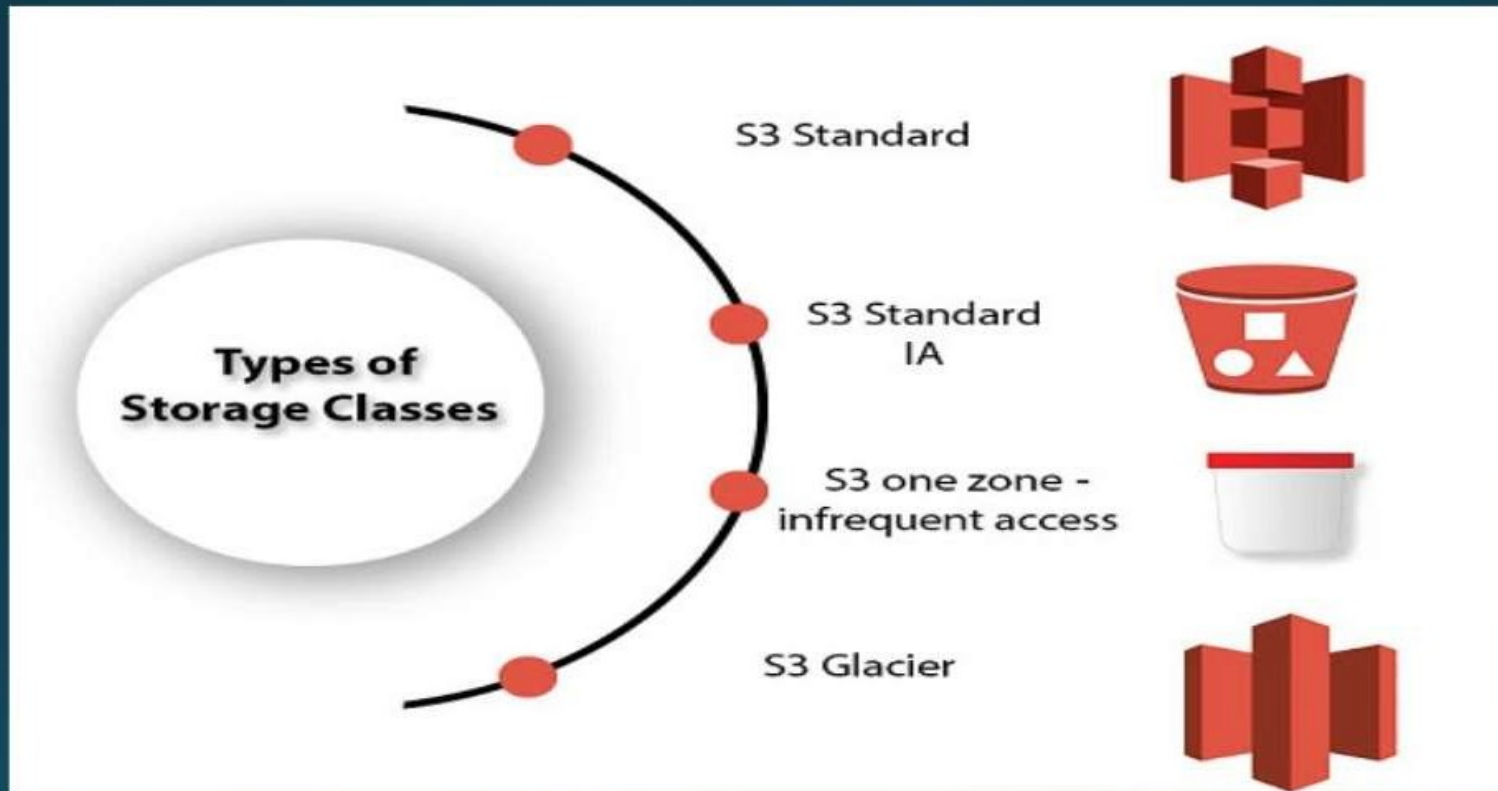 Types of
Storage Classes
S3 Standard
S3 Standard
IA
S3 one zone -
infrequent access
S3 Glacier